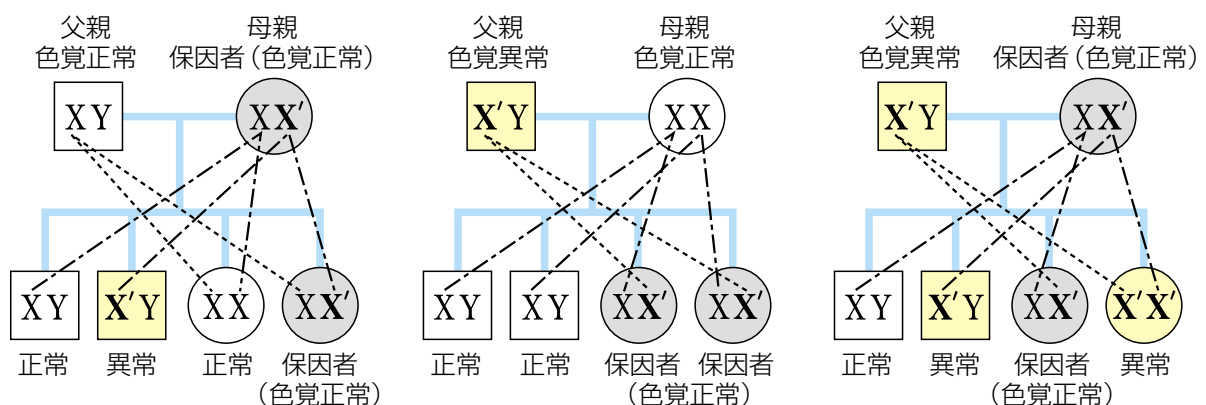 父親
色覚正常
母親
保因者（色覚正常）
XY
XX′
XY
X′Y
XX
XX′
正常
異常
正常
保因者
（色覚正常）
父親
色覚異常
母親
色覚正常
X′Y
XX
XY
XY
XX′
XX′
正常
正常
保因者
保因者
（色覚正常）
父親
色覚異常
母親
保因者（色覚正常）
X′Y
XX′
XY
X′Y
XX′
X′X′
正常
異常
保因者
（色覚正常）
異常